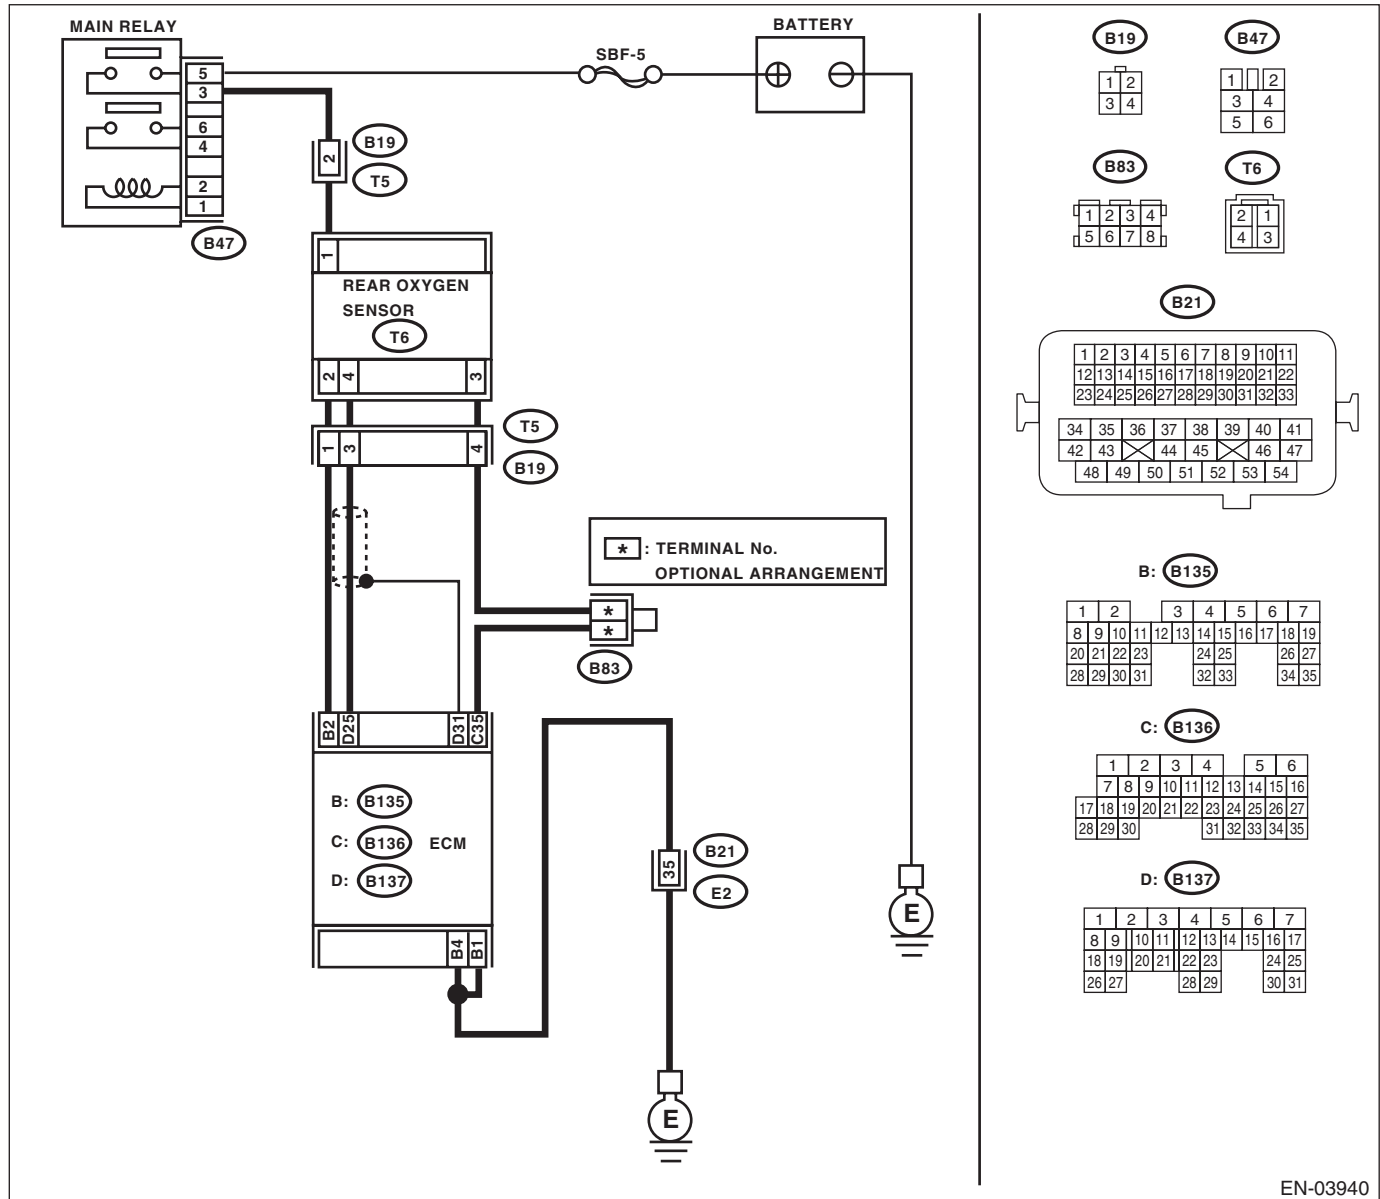 MAIN RELAY
5
3
6
4
2
1
B47
SBF-5
BATTERY
2
B19
T5
1
REAR OXYGEN
SENSOR
T6
2 4 3
T5
1 3 4
B19
* : TERMINAL No.
OPTIONAL ARRANGEMENT
*
*
B83
B2 D25 D31 C35
B: B135
C: B136 ECM
D: B137
B4 B1
35
B21
E2
E
E
B19
1 2
3 4
B47
1 2
3 4
5 6
B83
1 2 3 4
5 6 7 8
T6
2 1
4 3
B21
1 2 3 4 5 6 7 8 9 10 11
12 13 14 15 16 17 18 19 20 21 22
23 24 25 26 27 28 29 30 31 32 33
34 35 36 37 38 39 40 41
42 43 44 45 46 47
48 49 50 51 52 53 54
B: B135
1 2 3 4 5 6 7
8 9 10 11 12 13 14 15 16 17 18 19
20 21 22 23 24 25 26 27
28 29 30 31 32 33 34 35
C: B136
1 2 3 4 5 6
7 8 9 10 11 12 13 14 15 16
17 18 19 20 21 22 23 24 25 26 27
28 29 30 31 32 33 34 35
D: B137
1 2 3 4 5 6 7
8 9 10 11 12 13 14 15 16 17
18 19 20 21 22 23 24 25
26 27 28 29 30 31
EN-03940